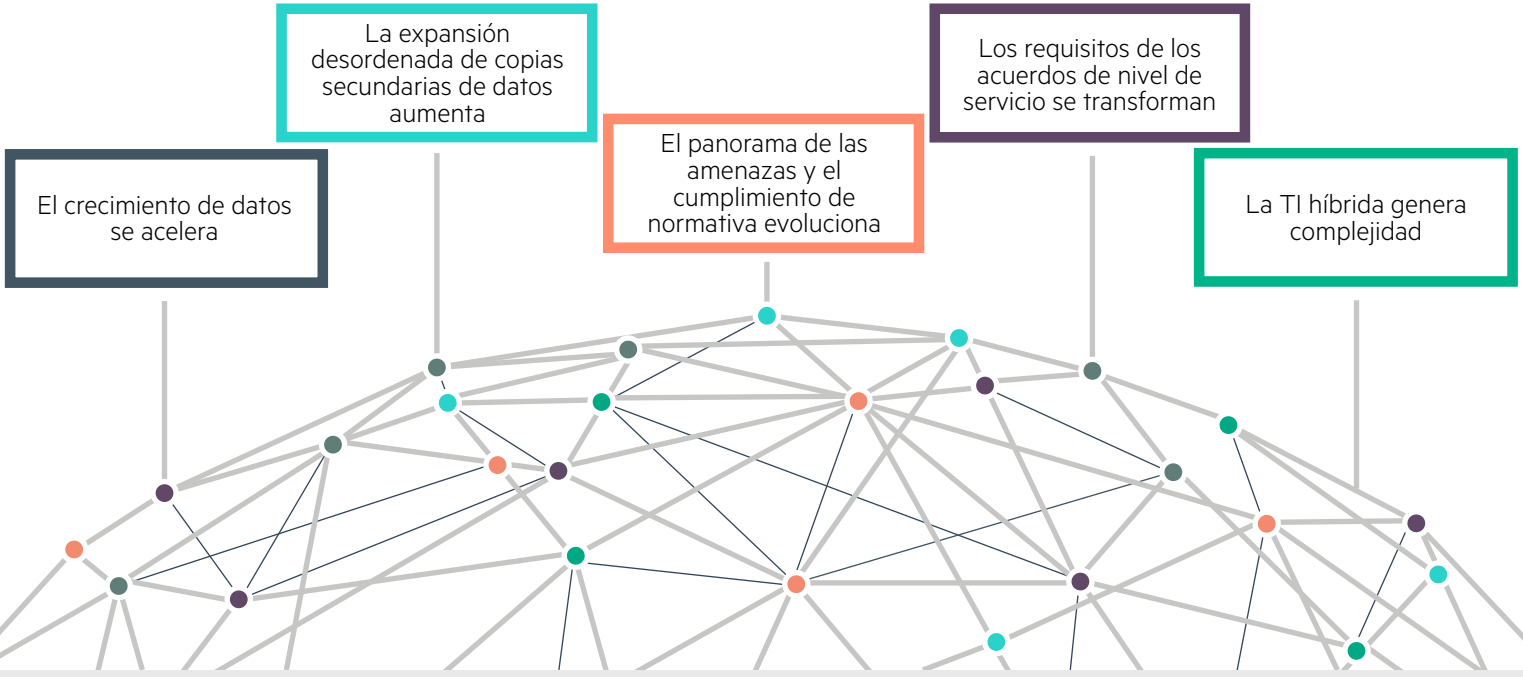 La expansión
desordenada de copias
secundarias de datos
aumenta
Los requisitos de los
acuerdos de nivel de
servicio se transforman
El panorama de las
amenazas y el
cumplimiento de
normativa evoluciona
El crecimiento de datos
se acelera
La TI híbrida genera
complejidad